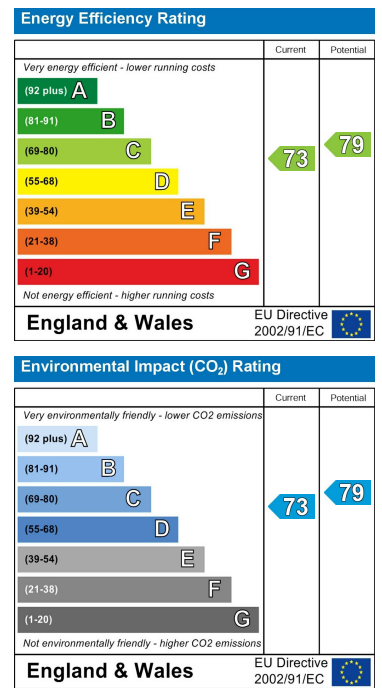 Energy Efficiency Rating
Current Potential
Very energy efficient - lower running costs
(92 plus) A
(81-91) B
(69-80) C
(55-68) D
(39-54) E
(21-38) F
(1-20) G
73 79
Not energy efficient - higher running costs
England & Wales
EU Directive
2002/91/EC
Environmental Impact (CO₂) Rating
Current Potential
Very environmentally friendly - lower CO2 emissions
(92 plus) A
(81-91) B
(69-80) C
(55-68) D
(39-54) E
(21-38) F
(1-20) G
73 79
Not environmentally friendly - higher CO2 emissions
England & Wales
EU Directive
2002/91/EC